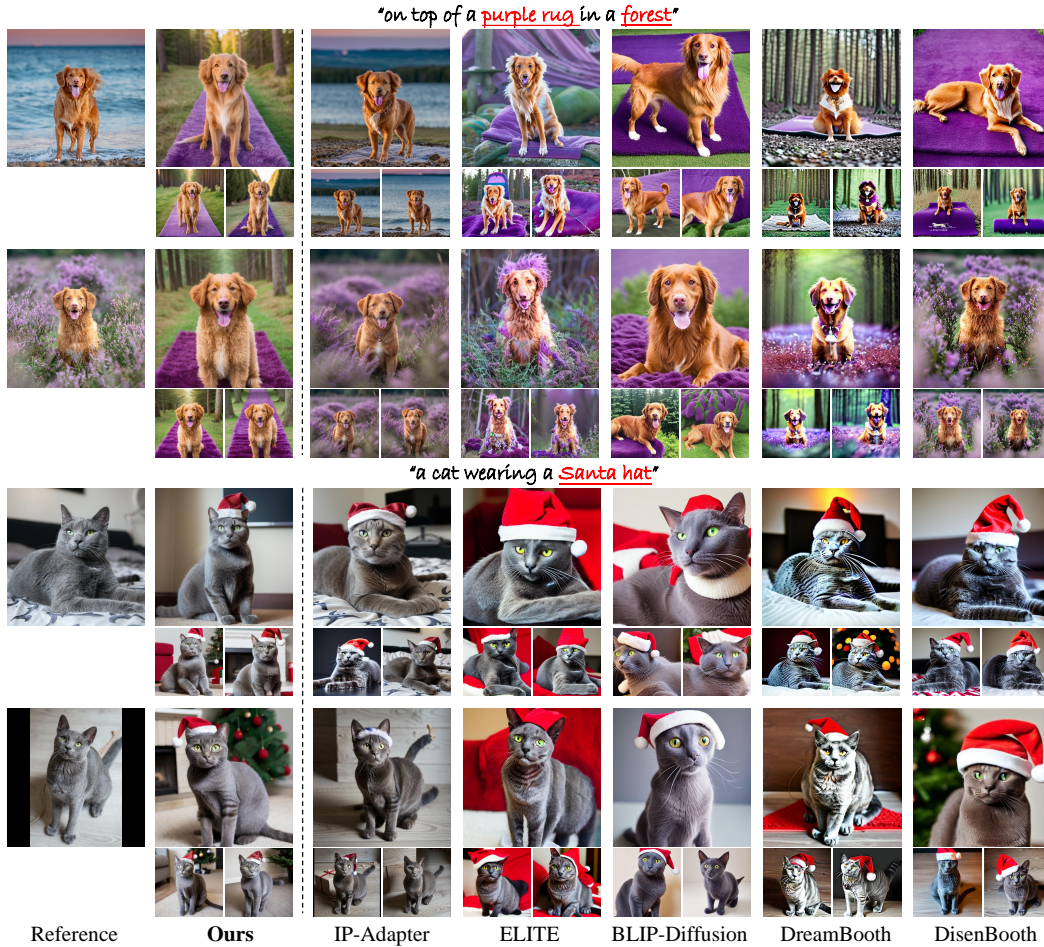 "on top of a purple rug in a forest"
"a cat wearing a Santa hat"
Reference Ours IP-Adapter ELITE BLIP-Diffusion DreamBooth DisenBooth